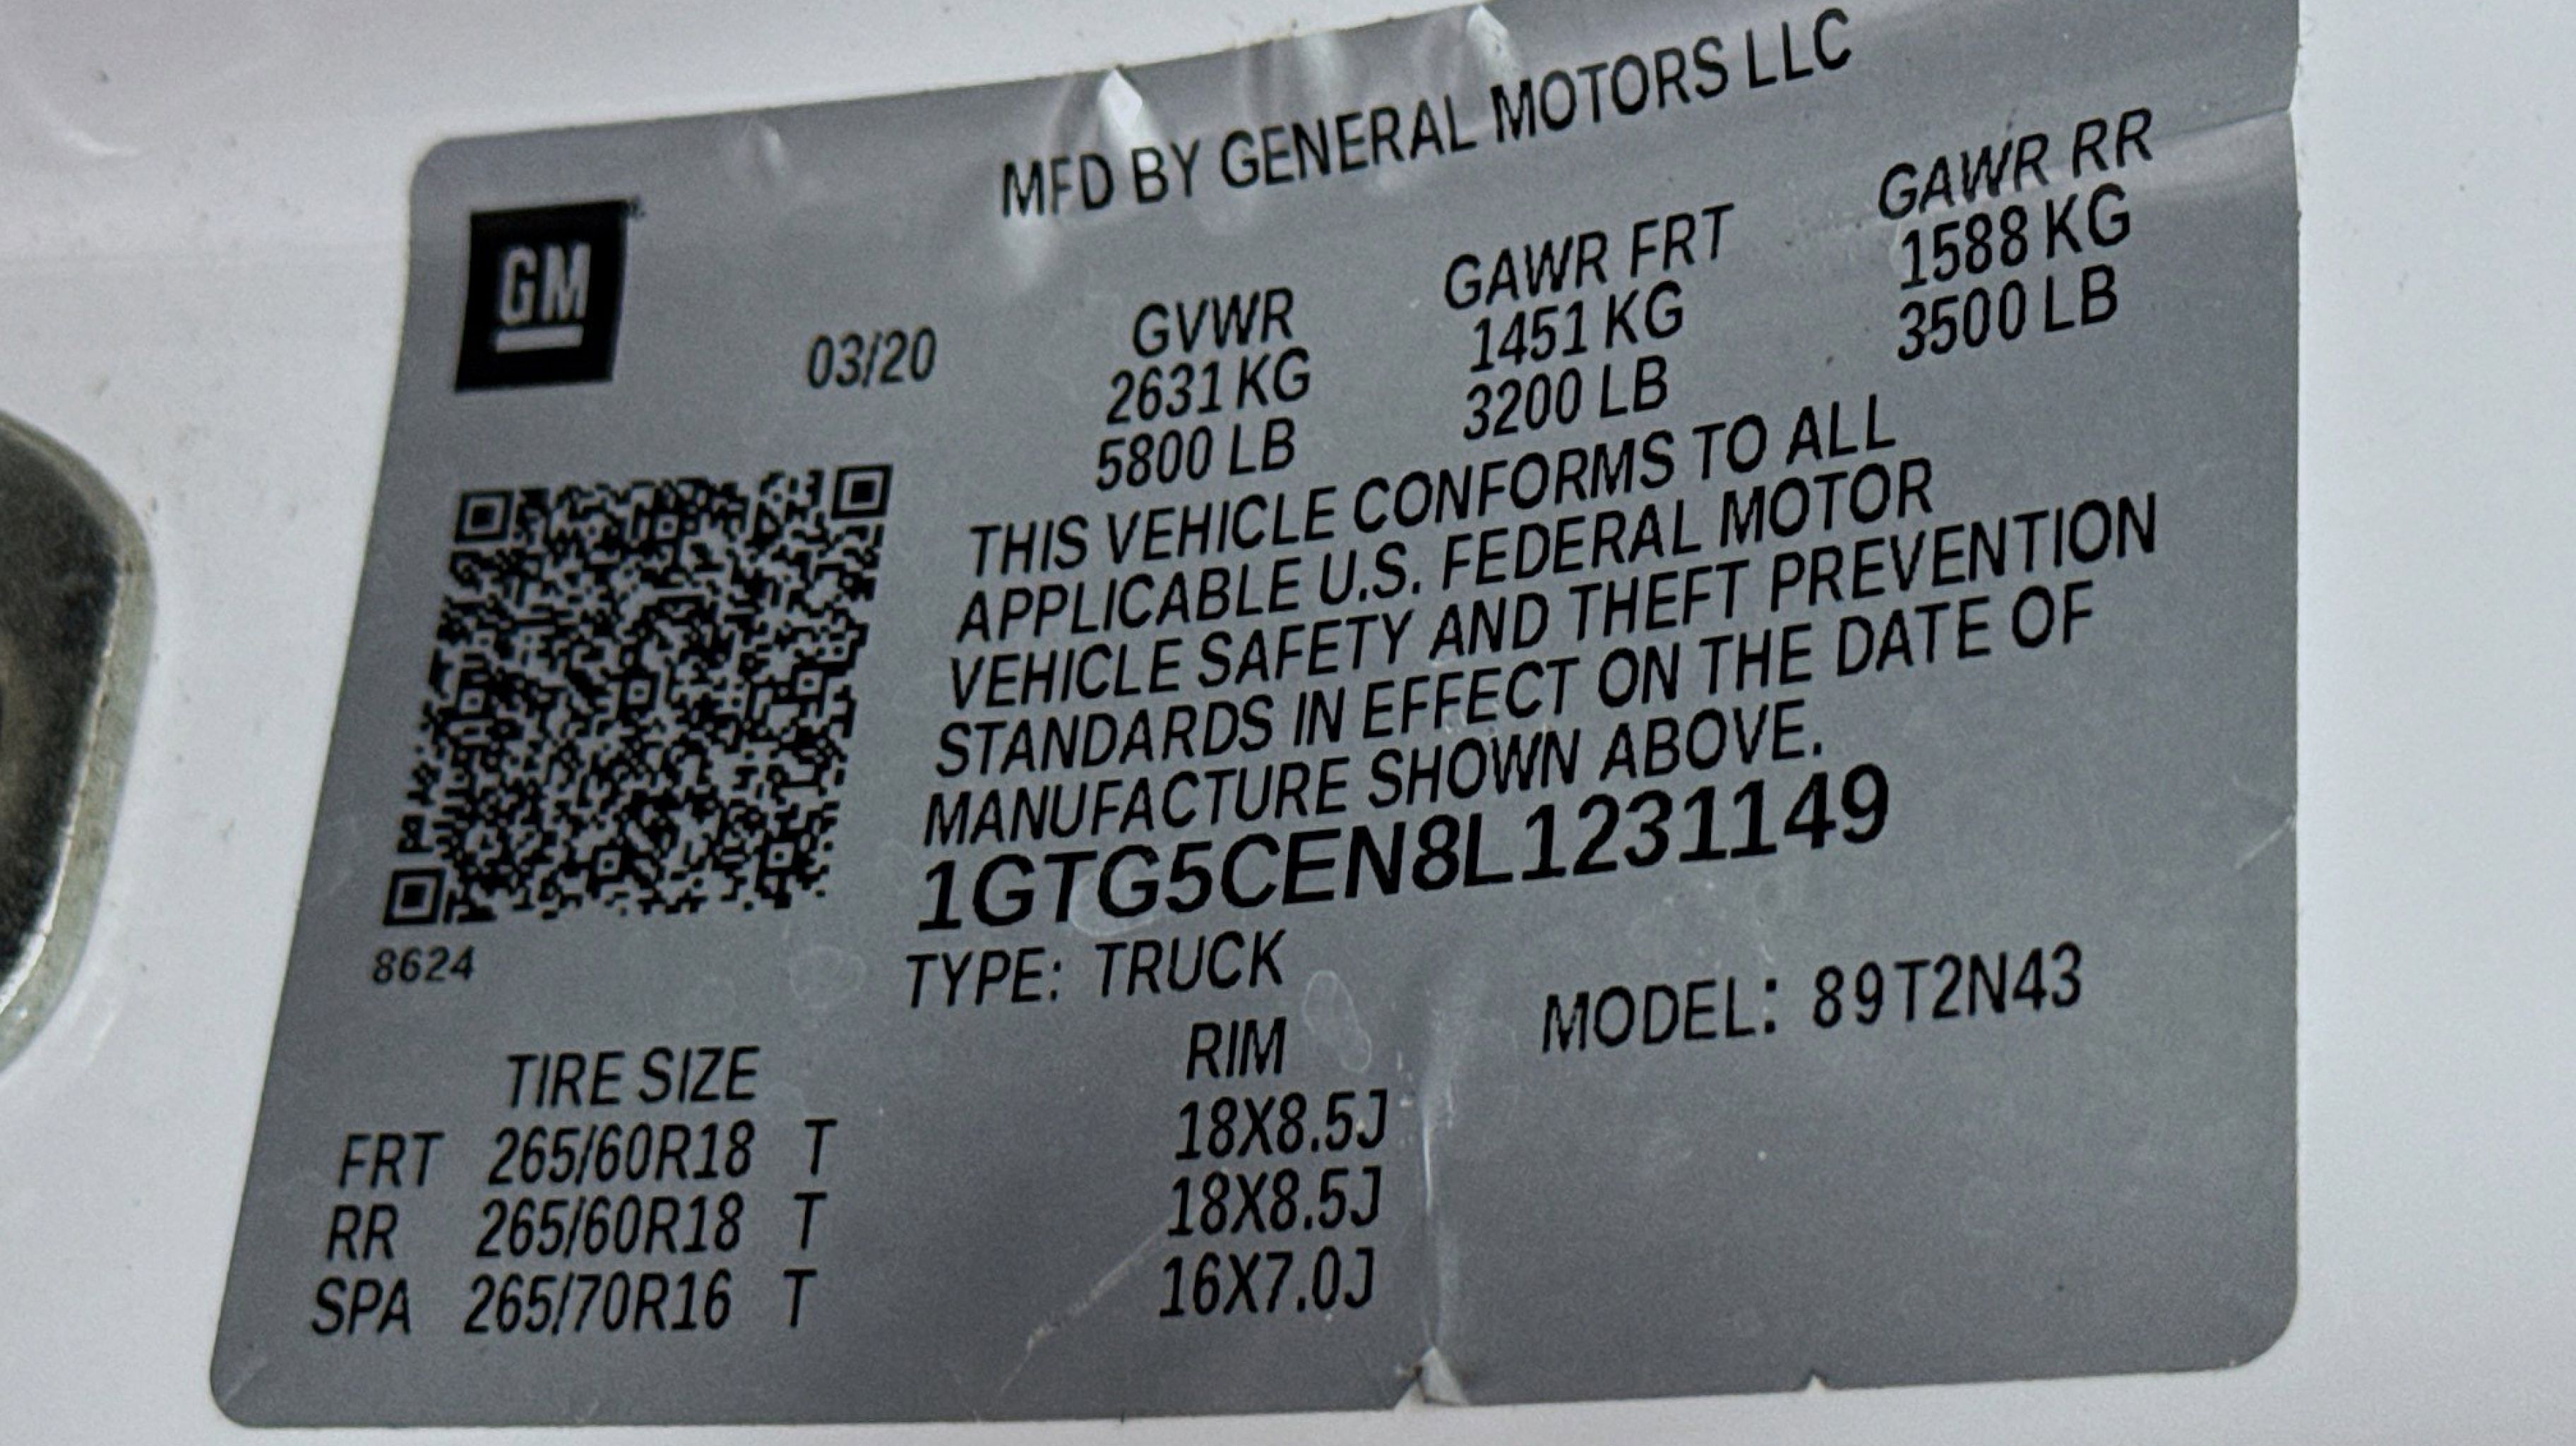 MFD BY GENERAL MOTORS LLC
GM
03/20
GVWR GAWR FRT GAWR RR
2631 KG 1451 KG 1588 KG
5800 LB 3200 LB 3500 LB
THIS VEHICLE CONFORMS TO ALL
APPLICABLE U.S. FEDERAL MOTOR
VEHICLE SAFETY AND THEFT PREVENTION
STANDARDS IN EFFECT ON THE DATE OF
MANUFACTURE SHOWN ABOVE.
1GTG5CEN8L1231149
8624
TYPE: TRUCK MODEL: 89T2N43
TIRE SIZE RIM
FRT 265/60R18 T 18X8.5J
RR 265/60R18 T 18X8.5J
SPA 265/70R16 T 16X7.0J